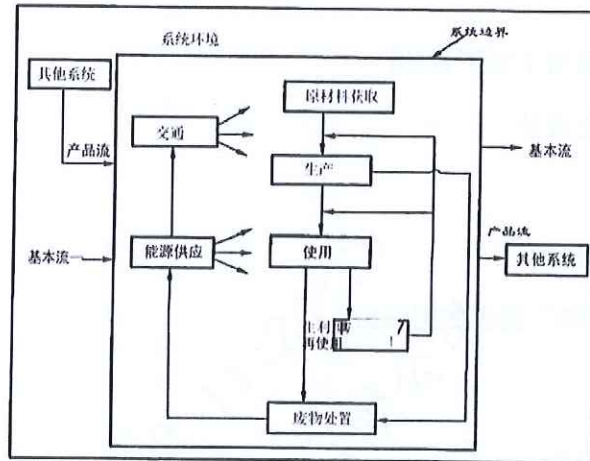 系统环境
系统边界
其他系统
原材料获取
交通
产品流
基本流
生产
产品流
基本流
能源供应
使用
其他系统
再使用
废物处置